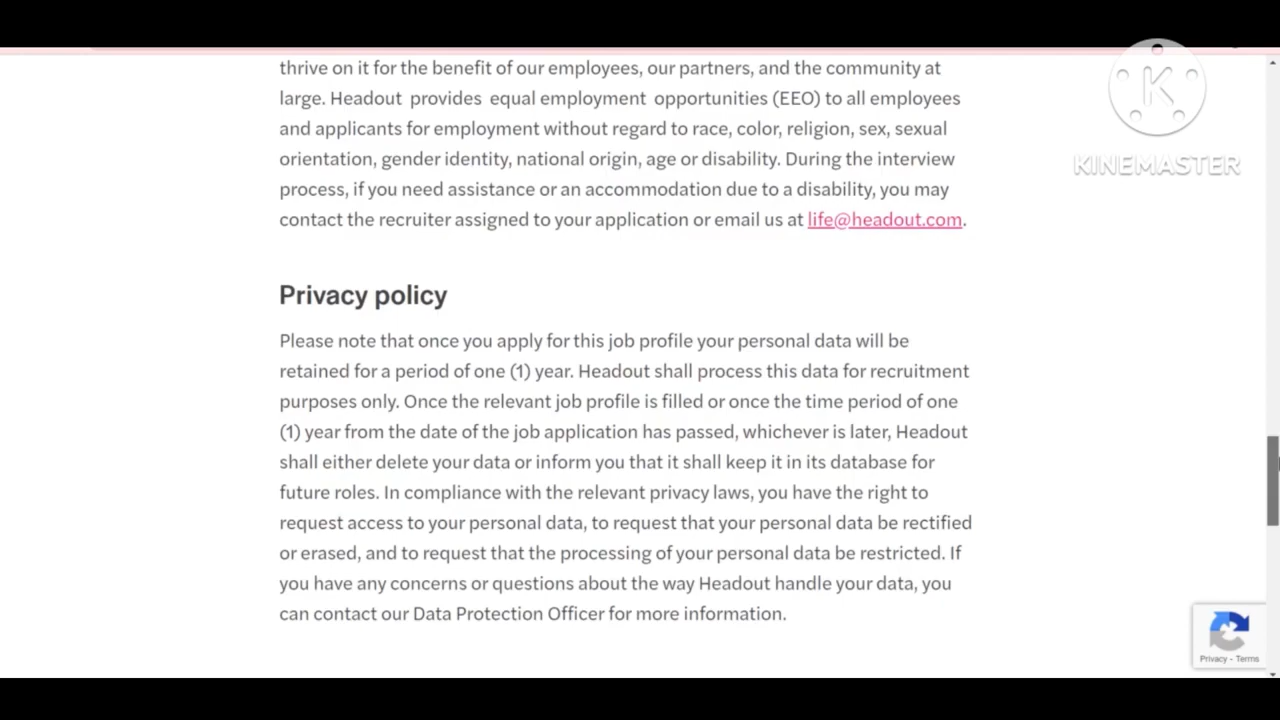 thrive on it for the benefit of our employees, our partners, and the community at
large. Headout provides equal employment opportunities (EEO) to all employees
and applicants for employment without regard to race, color, religion, sex, sexual
orientation, gender identity, national origin, age or disability. During the interview
process, if you need assistance or an accommodation due to a disability, you may
contact the recruiter assigned to your application or email us at life@headout.com.
K
KINEMASTER
Privacy policy
Please note that once you apply for this job profile your personal data will be
retained for a period of one (1) year. Headout shall process this data for recruitment
purposes only. Once the relevant job profile is filled or once the time period of one
(1) year from the date of the job application has passed, whichever is later, Headout
shall either delete your data or inform you that it shall keep it in its database for
future roles. In compliance with the relevant privacy laws, you have the right to
request access to your personal data, to request that your personal data be rectified
or erased, and to request that the processing of your personal data be restricted. If
you have any concerns or questions about the way Headout handle your data, you
can contact our Data Protection Officer for more information.
Privacy - Terms